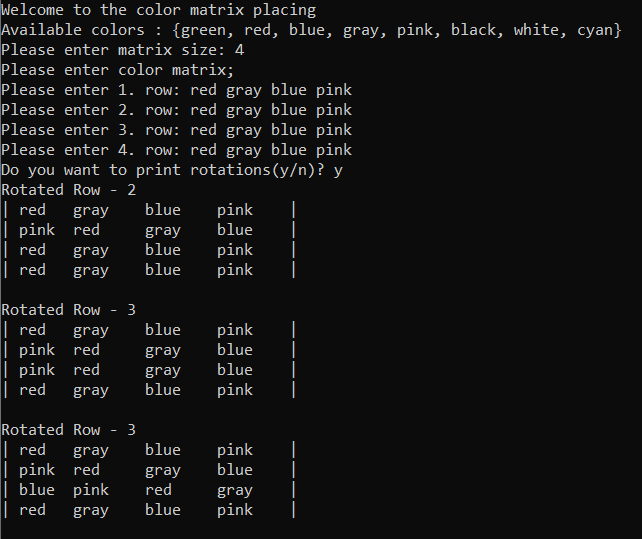 Welcome to the color matrix placing
Available colors : {green, red, blue, gray, pink, black, white, cyan}
Please enter matrix size: 4
Please enter color matrix;
Please enter 1. row: red gray blue pink
Please enter 2. row: red gray blue pink
Please enter 3. row: red gray blue pink
Please enter 4. row: red gray blue pink
Do you want to print rotations(y/n)? y
Rotated Row - 2
| red   gray    blue    pink    |
| pink  red     gray    blue    |
| red   gray    blue    pink    |
| red   gray    blue    pink    |

Rotated Row - 3
| red   gray    blue    pink    |
| pink  red     gray    blue    |
| pink  red     gray    blue    |
| red   gray    blue    pink    |

Rotated Row - 3
| red   gray    blue    pink    |
| pink  red     gray    blue    |
| blue  pink    red     gray    |
| red   gray    blue    pink    |